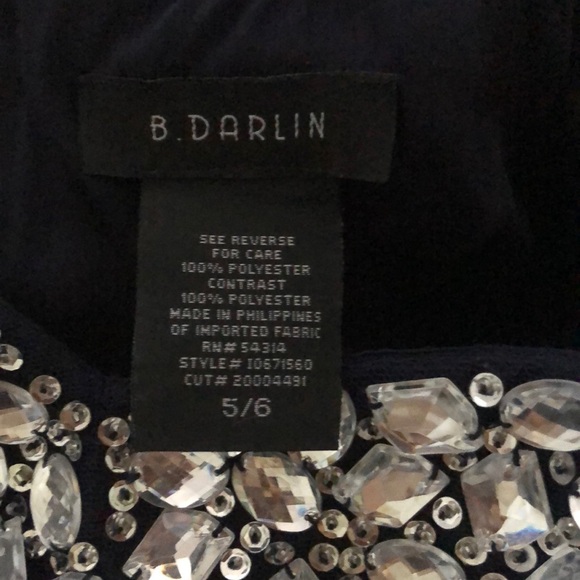 B.DARLIN
SEE REVERSE
FOR CARE
100% POLYESTER
CONTRAST
100% POLYESTER
MADE IN PHILIPPINES
OF IMPORTED FABRIC
RN# 54314
STYLE# I0671560
CUT# 20004491
5/6